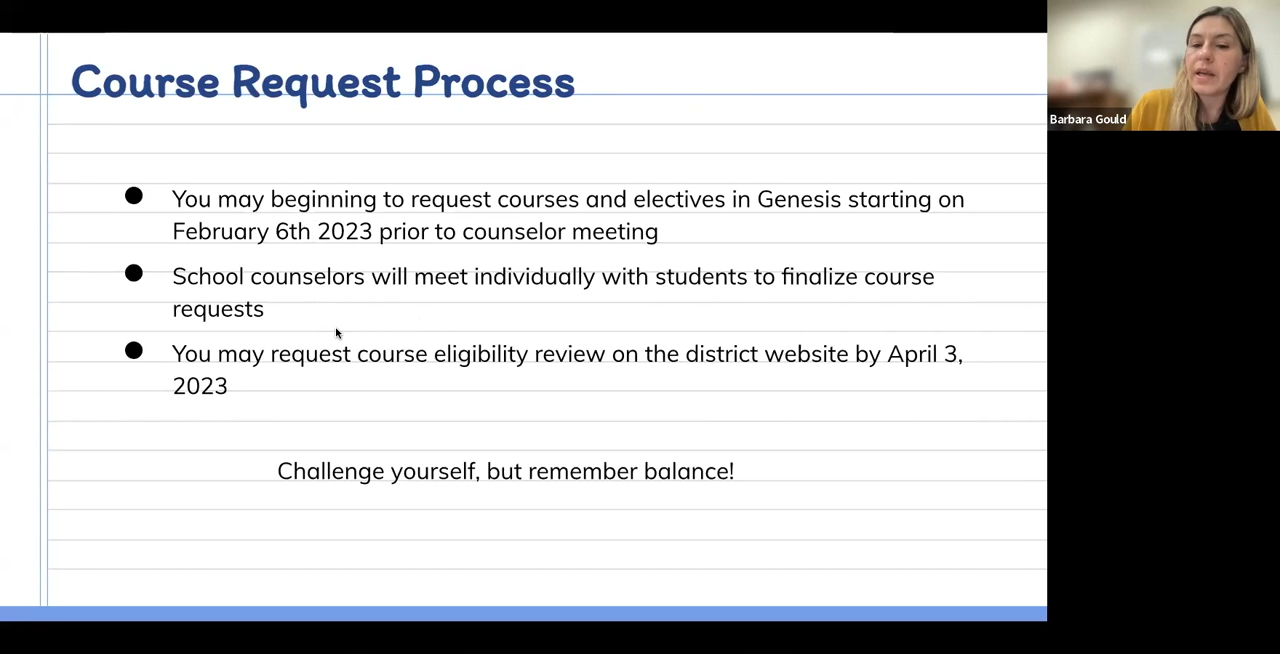 Course Request Process
Barbara Gould
● You may beginning to request courses and electives in Genesis starting on
February 6th 2023 prior to counselor meeting
● School counselors will meet individually with students to finalize course
requests
● You may request course eligibility review on the district website by April 3,
2023
Challenge yourself, but remember balance!